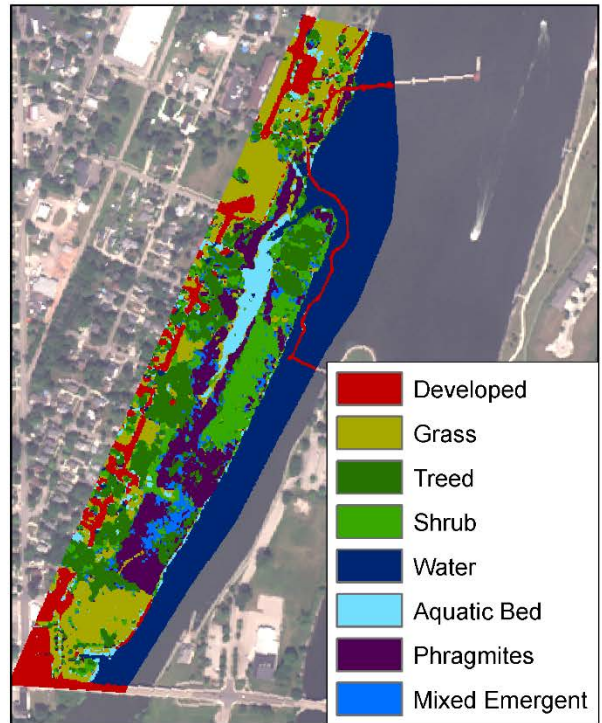 Developed
Grass
Treed
Shrub
Water
Aquatic Bed
Phragmites
Mixed Emergent